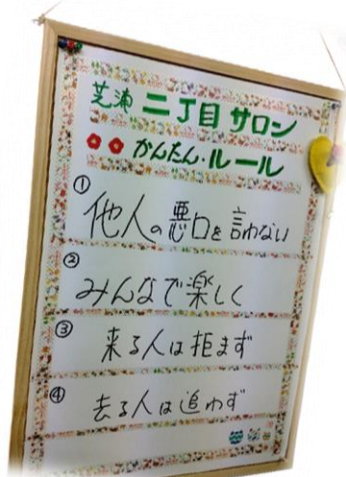 芝浦 二丁目 サロン
かんたん・ルール
① 他人の悪口を言わない
② みんなで楽しく
③ 来る人は拒まず
④ 去る人は追わず